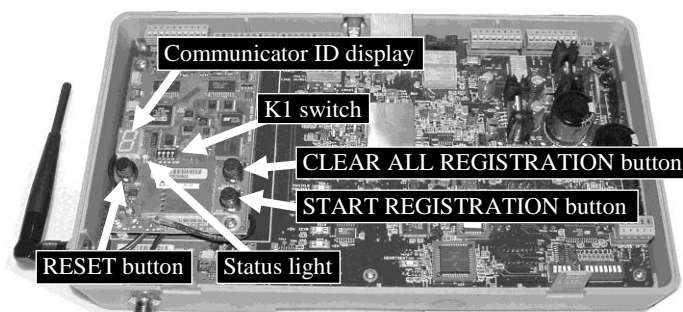 Communicator ID display
K1 switch
CLEAR ALL REGISTRATION button
START REGISTRATION button
RESET button
Status light